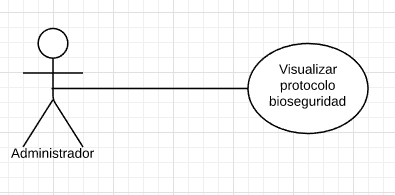 Visualizar
protocolo
bioseguridad
Administrador